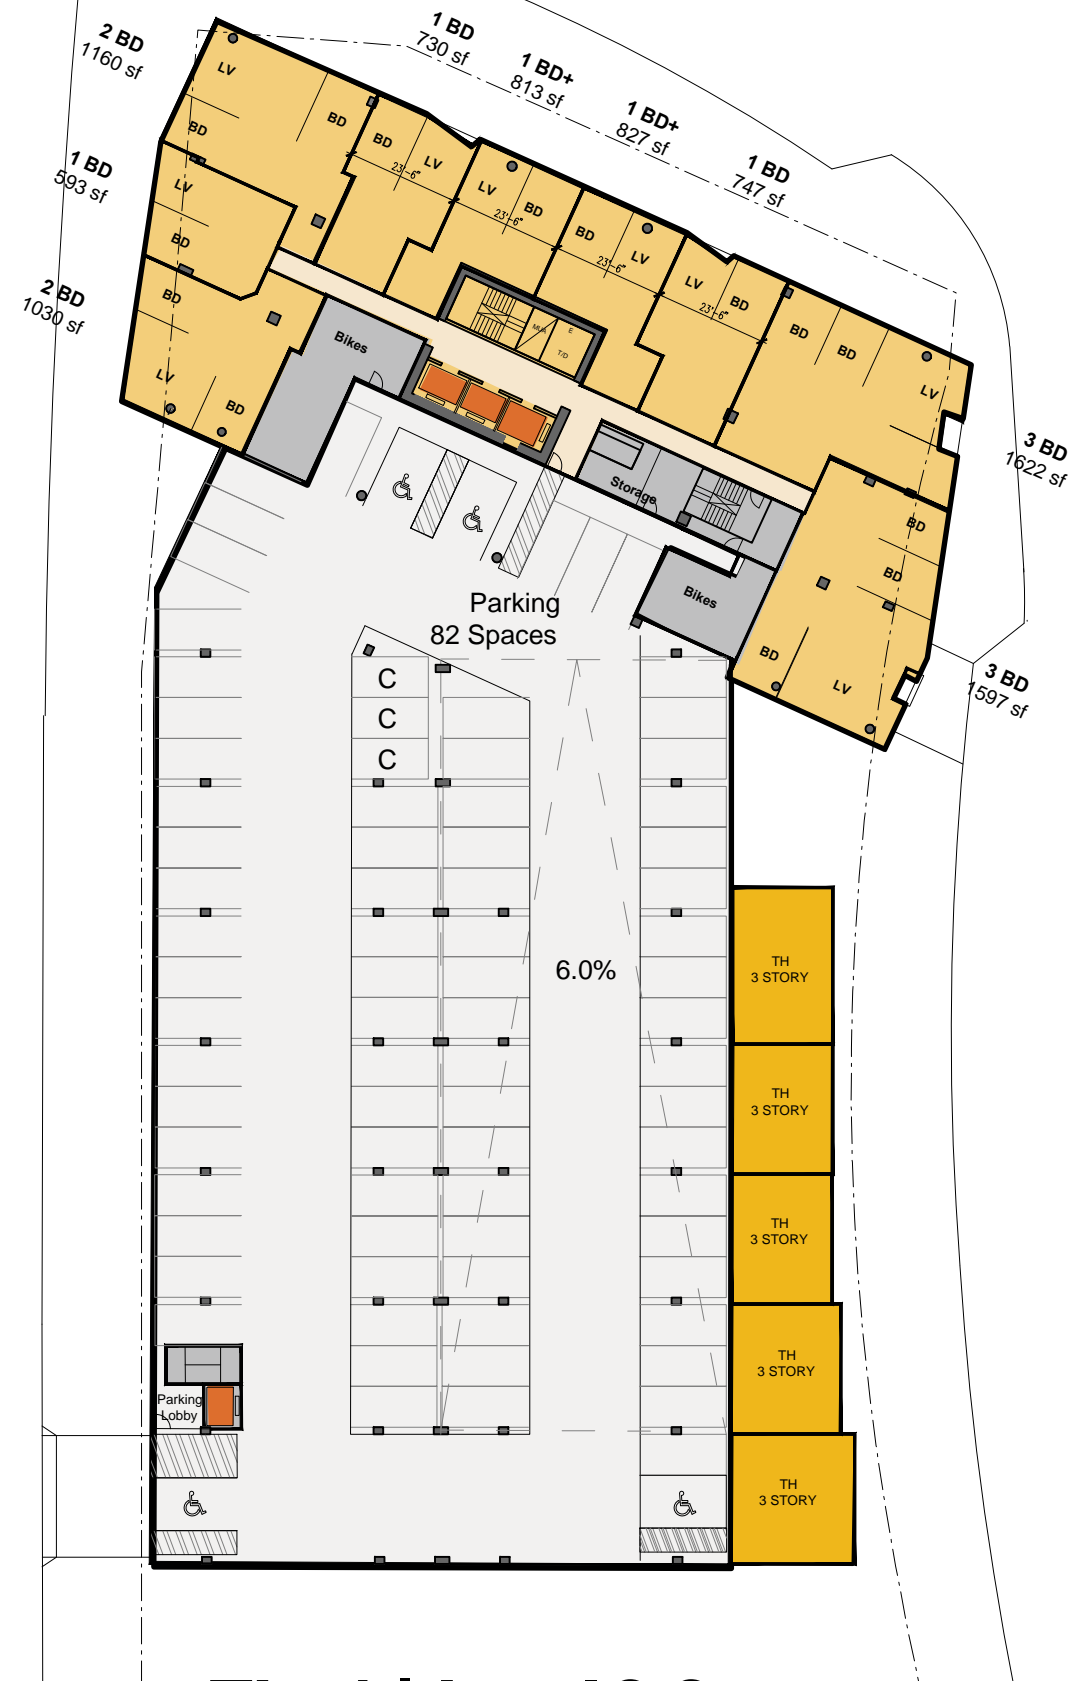 2 BD
1160 sf
1 BD
730 sf
1 BD+
813 sf
1 BD+
827 sf
1 BD
747 sf
1 BD
593 sf
2 BD
1030 sf
3 BD
1622 sf
3 BD
1597 sf
LV
BD
BD
BD
LV
23'-6"
LV
BD
23'-6"
BD
LV
23'-6"
LV
BD
23'-6"
LV
BD
BD
LV
BD
BD
BD
LV
BD
BD
BD
LV
E
T/D
Bikes
Storage
Bikes
Parking
82 Spaces
C
C
C
6.0%
TH
3 STORY
TH
3 STORY
TH
3 STORY
TH
3 STORY
TH
3 STORY
Parking
Lobby